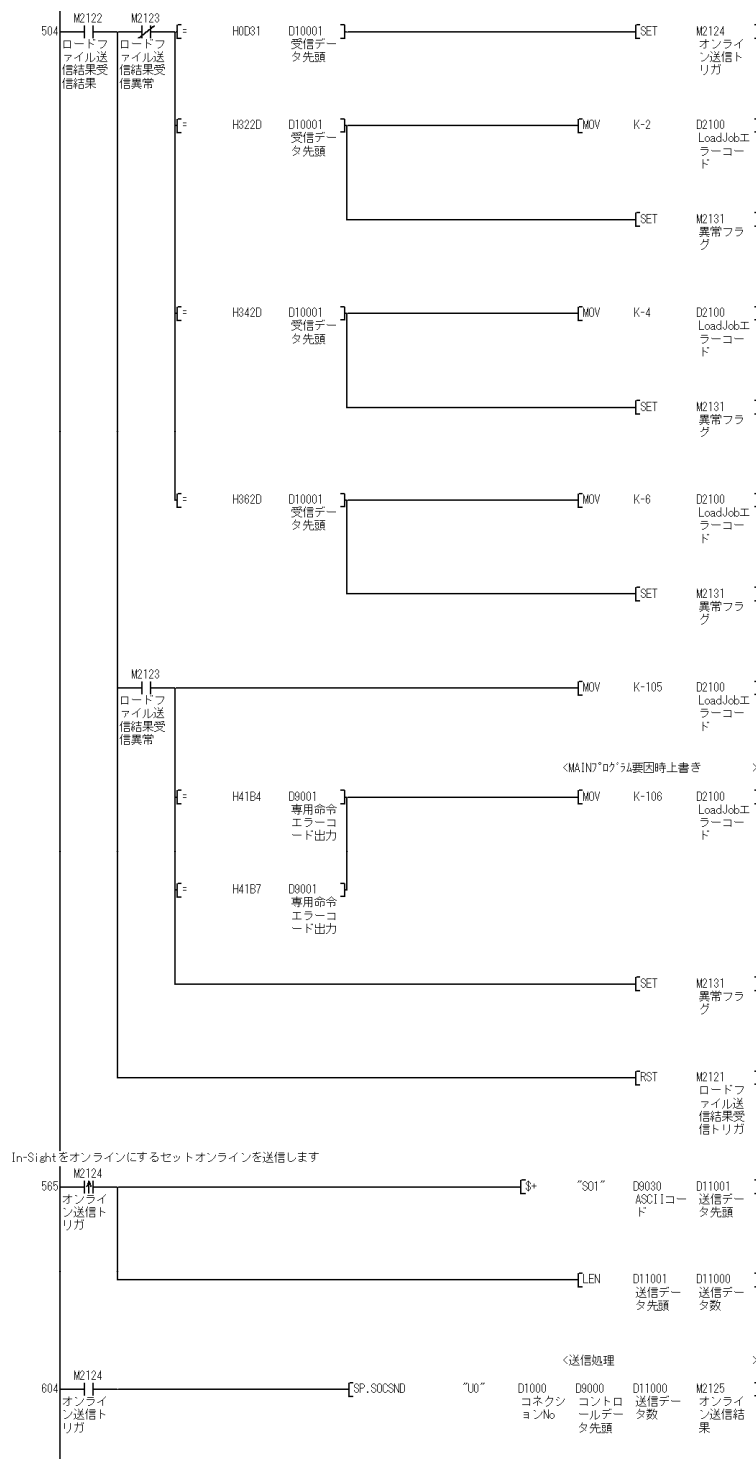 M2122 M2123
504 [= H0D31 D10001 ] [SET M2124 ]
ロードファイル送信結果受信結果 ロードファイル送信結果受信異常 受信データ先頭 オンライン送信トリガ
[= H322D D10001 ] [MOV K-2 D2100 ]
受信データ先頭 LoadJobエラーコード
[SET M2131 ]
異常フラグ
[= H342D D10001 ] [MOV K-4 D2100 ]
受信データ先頭 LoadJobエラーコード
[SET M2131 ]
異常フラグ
[= H362D D10001 ] [MOV K-6 D2100 ]
受信データ先頭 LoadJobエラーコード
[SET M2131 ]
異常フラグ
M2123
[MOV K-105 D2100 ]
ロードファイル送信結果受信異常 LoadJobエラーコード
<MAINプログラム要因時上書き >
[= H41B4 D9001 ] [MOV K-106 D2100 ]
専用命令エラーコード出力 LoadJobエラーコード
[= H41B7 D9001 ]
専用命令エラーコード出力
[SET M2131 ]
異常フラグ
[RST M2121 ]
ロードファイル送信結果受信トリガ
In-Sightをオンラインにするセットオンラインを送信します
M2124
565 [$+ "SO1" D9030 D11001 ]
オンライン送信トリガ ASCIIコード 送信データ先頭
[LEN D11001 D11000 ]
送信データ先頭 送信データ数
<送信処理 >
M2124
604 [SP.SOCSND "U0" D1000 D9000 D11000 M2125 ]
オンライン送信トリガ コネクションNo コントロールデータ先頭 送信データ数 オンライン送信結果